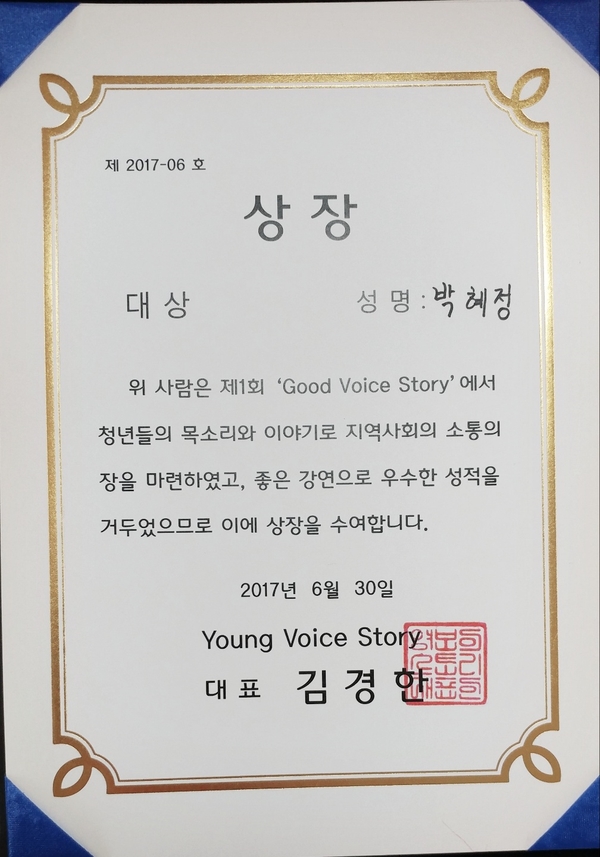 제 2017-06 호
상 장
대 상
성 명 : 박혜정
위 사람은 제1회 ‘Good Voice Story’에서
청년들의 목소리와 이야기로 지역사회의 소통의
장을 마련하였고, 좋은 강연으로 우수한 성적을
거두었으므로 이에 상장을 수여합니다.
2017년 6월 30일
Young Voice Story
대 표 김 경 한